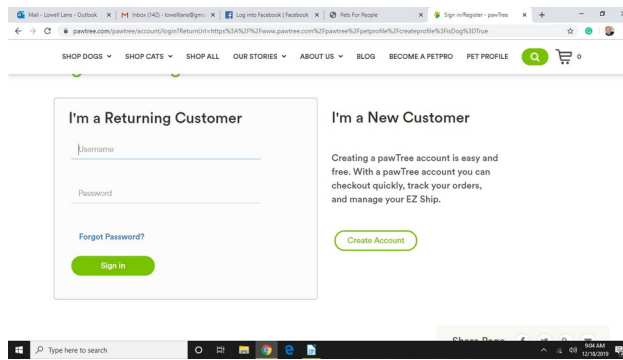 Mail - Lowell Lane - Outlook
Inbox (142) - lowelllane@gmai
Log into Facebook | Facebook
Pets For People
Sign in/Register - pawTree
pawtree.com/pawtree/account/login?ReturnUrl=https%3A%2F%2Fwww.pawtree.com%2Fpawtree%2Fpetprofile%2Fcreateprofile%3FisDog%3DTrue
SHOP DOGS SHOP CATS SHOP ALL OUR STORIES ABOUT US BLOG BECOME A PETPRO PET PROFILE 0
I'm a Returning Customer
Username
Password
Forgot Password?
Sign in
I'm a New Customer
Creating a pawTree account is easy and
free. With a pawTree account you can
checkout quickly, track your orders,
and manage your EZ Ship.
Create Account
Share Page
Type here to search
9:04 AM
12/18/2019